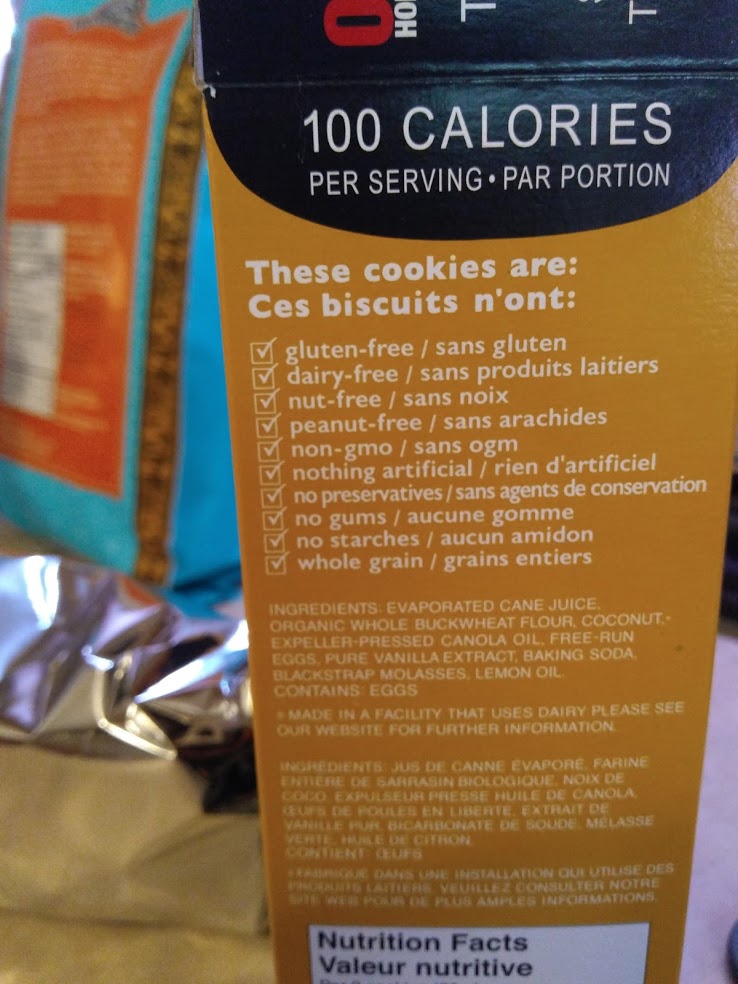 100 CALORIES
PER SERVING • PAR PORTION
These cookies are:
Ces biscuits n'ont:
gluten-free / sans gluten
dairy-free / sans produits laitiers
nut-free / sans noix
peanut-free / sans arachides
non-gmo / sans ogm
nothing artificial / rien d'artificiel
no preservatives / sans agents de conservation
no gums / aucune gomme
no starches / aucun amidon
whole grain / grains entiers
INGREDIENTS: EVAPORATED CANE JUICE,
ORGANIC WHOLE BUCKWHEAT FLOUR, COCONUT,
EXPELLER-PRESSED CANOLA OIL, FREE-RUN
EGGS, PURE VANILLA EXTRACT, BAKING SODA,
BLACKSTRAP MOLASSES, LEMON OIL.
CONTAINS: EGGS
* MADE IN A FACILITY THAT USES DAIRY PLEASE SEE
OUR WEBSITE FOR FURTHER INFORMATION.
INGRÉDIENTS: JUS DE CANNE ÉVAPORÉ, FARINE
ENTIÈRE DE SARRASIN BIOLOGIQUE, NOIX DE
COCO, EXPULSEUR PRESSE HUILE DE CANOLA,
ŒUFS DE POULES EN LIBERTE, EXTRAIT DE
VANILLE PUR, BICARBONATE DE SOUDE, MÉLASSE
VERTE, HUILE DE CITRON.
CONTIENT: ŒUFS
* FABRIQUÉ DANS UNE INSTALLATION QUI UTILISE DES
PRODUITS LAITIERS. VEUILLEZ CONSULTER NOTRE
SITE WEB POUR DE PLUS AMPLES INFORMATIONS.
Nutrition Facts
Valeur nutritive